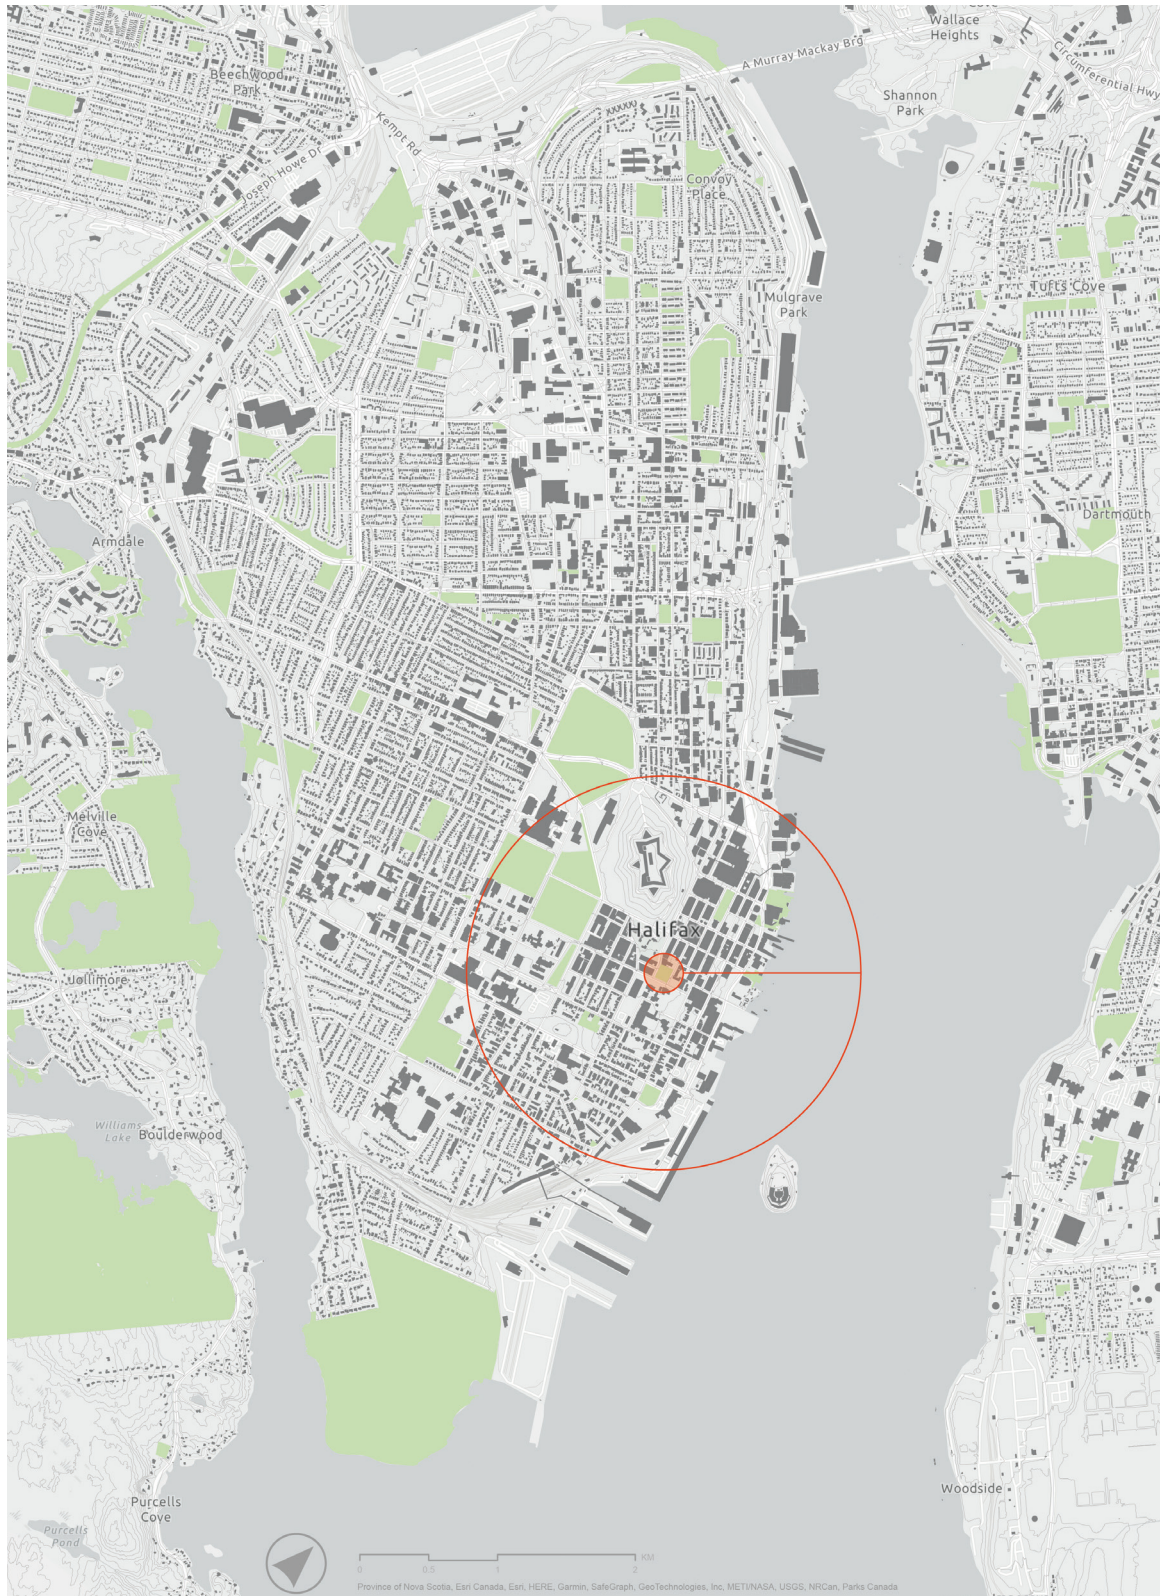 Cove
Wallace
Heights
A Murray Mackay Brg
Circumferential Hwy
Beechwood
Park
Shannon
Park
Kempt Rd
Joseph Howe Dr
Convoy
Place
Tufts Cove
Mulgrave
Park
Dartmouth
Armdale
Melville
Cove
Halifax
Jollimore
Williams
Lake
Boulderwood
Woodside
Purcells
Cove
Purcells
Pond
KM
0 0.5 1 2
Province of Nova Scotia, Esri Canada, Esri, HERE, Garmin, SafeGraph, GeoTechnologies, Inc, METI/NASA, USGS, NRCan, Parks Canada